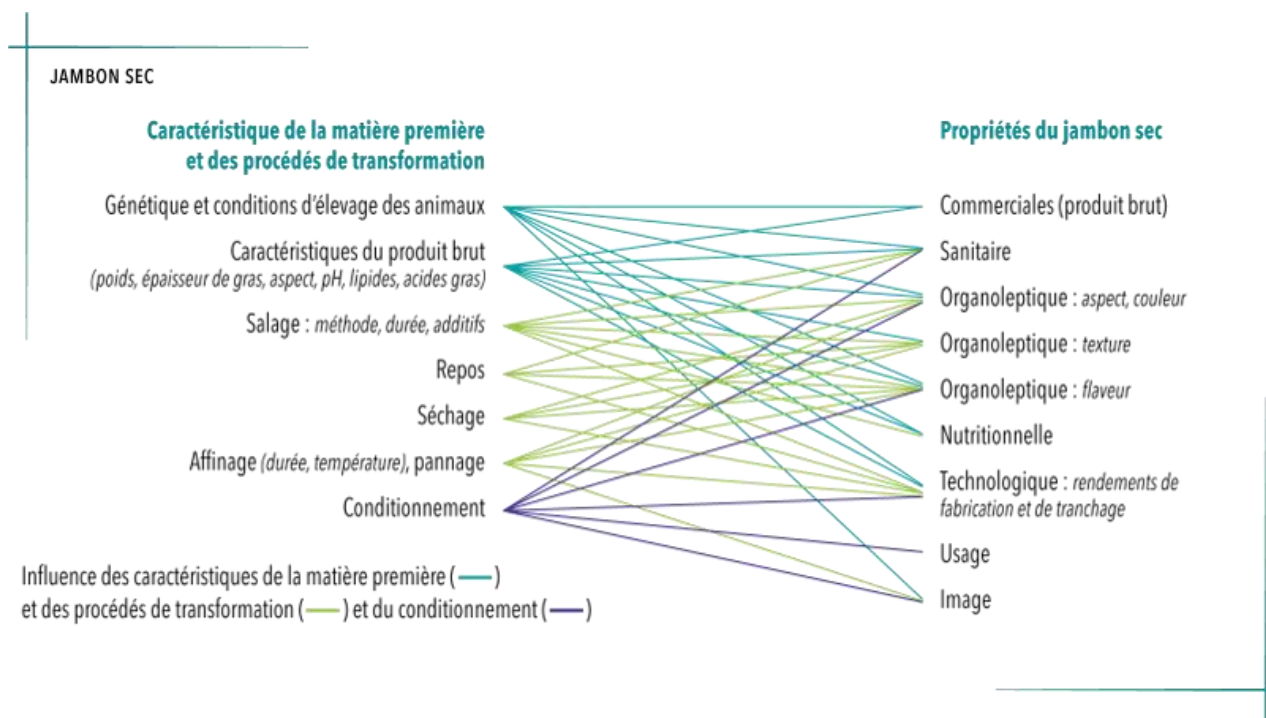 JAMBON SEC
Caractéristique de la matière première
et des procédés de transformation
Génétique et conditions d'élevage des animaux
Caractéristiques du produit brut
(poids, épaisseur de gras, aspect, pH, lipides, acides gras)
Salage : méthode, durée, additifs
Repos
Séchage
Affinage (durée, température), pannage
Conditionnement
Propriétés du jambon sec
Commerciales (produit brut)
Sanitaire
Organoleptique : aspect, couleur
Organoleptique : texture
Organoleptique : flaveur
Nutritionnelle
Technologique : rendements de
fabrication et de tranchage
Usage
Image
Influence des caractéristiques de la matière première (—)
et des procédés de transformation (—) et du conditionnement (—)